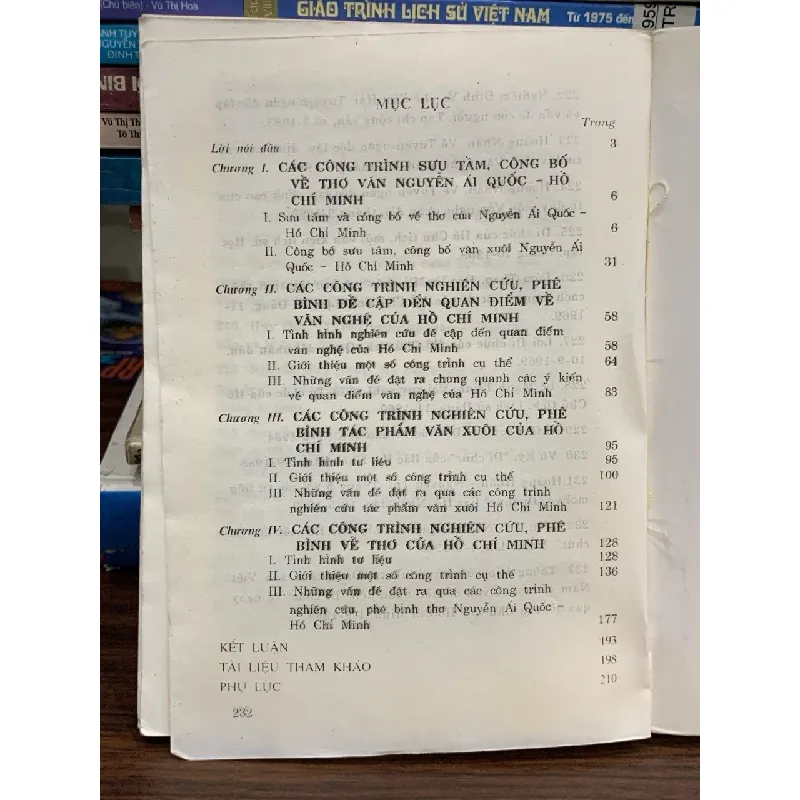 (Chủ biên) - Vũ Thị Hoà
GIÁO TRÌNH LỊCH SỬ VIỆT NAM
Từ 1975 đến
MỤC LỤC
Trang
Lời nói đầu 3
Chương I. CÁC CÔNG TRÌNH SƯU TẦM, CÔNG BỐ
VỀ THƠ VĂN NGUYỄN ÁI QUỐC - HỒ
CHÍ MINH 6
I. Sưu tầm và công bố về thơ của Nguyễn Ái Quốc -
Hồ Chí Minh 6
II. Công bố sưu tầm, công bố văn xuôi Nguyễn Ái
Quốc - Hồ Chí Minh 31
Chương II. CÁC CÔNG TRÌNH NGHIÊN CỨU, PHÊ
BÌNH ĐỀ CẬP ĐẾN QUAN ĐIỂM VỀ
VĂN NGHỆ CỦA HỒ CHÍ MINH 58
I. Tình hình nghiên cứu đề cập đến quan điểm
văn nghệ của Hồ Chí Minh 58
II. Giới thiệu một số công trình cụ thể 64
III. Những vấn đề đặt ra chung quanh các ý kiến
về quan điểm văn nghệ của Hồ Chí Minh 83
Chương III. CÁC CÔNG TRÌNH NGHIÊN CỨU, PHÊ
BÌNH TÁC PHẨM VĂN XUÔI CỦA HỒ
CHÍ MINH 95
I. Tình hình tư liệu 95
II. Giới thiệu một số công trình cụ thể 100
III. Những vấn đề đặt ra qua các công trình
nghiên cứu tác phẩm văn xuôi Hồ Chí Minh 121
Chương IV. CÁC CÔNG TRÌNH NGHIÊN CỨU, PHÊ
BÌNH VỀ THƠ CỦA HỒ CHÍ MINH 128
I. Tình hình tư liệu 128
II. Giới thiệu một số công trình cụ thể 136
III. Những vấn đề đặt ra qua các công trình
nghiên cứu, phê bình thơ Nguyễn Ái Quốc -
Hồ Chí Minh 177
KẾT LUẬN 193
TÀI LIỆU THAM KHẢO 198
PHỤ LỤC 210
232